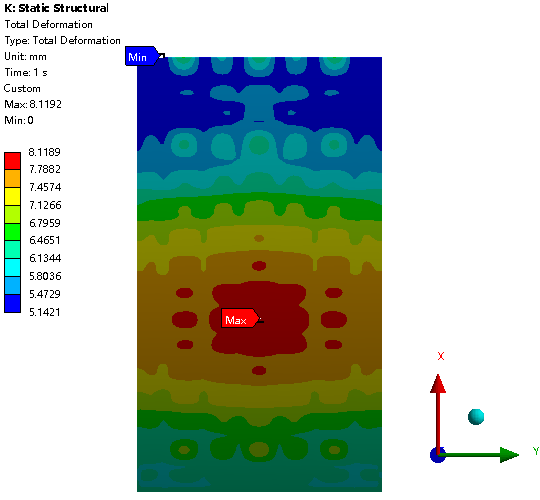 K: Static Structural
Total Deformation
Type: Total Deformation
Unit: mm
Time: 1 s
Custom
Max: 8.1192
Min: 0
8.1189
7.7882
7.4574
7.1266
6.7959
6.4651
6.1344
5.8036
5.4729
5.1421
Min
Max
X
Y